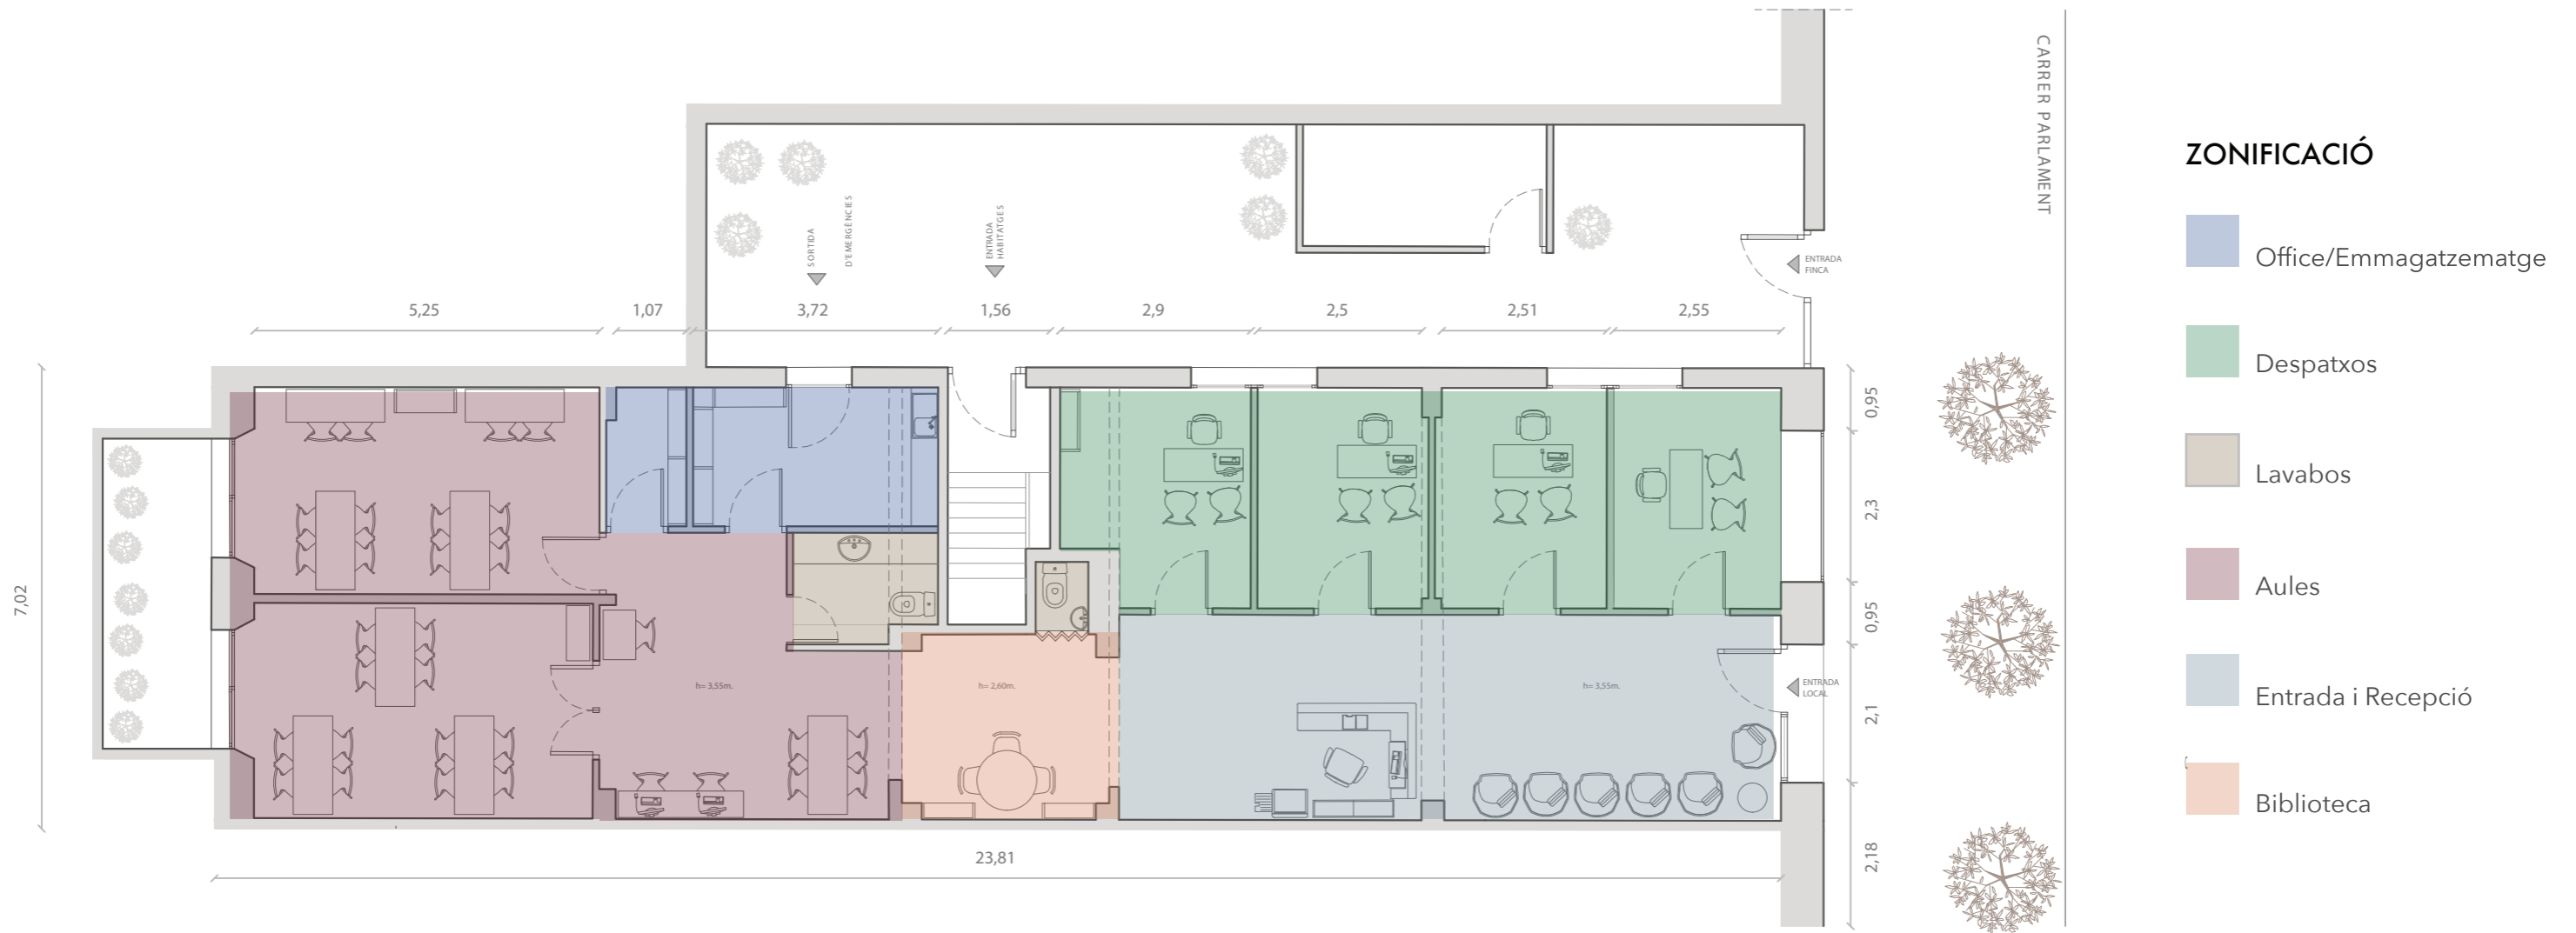 CARRER PARLAMENT
ZONIFICACIÓ
Office/Emmagatzematge
Despatxos
Lavabos
Aules
Entrada i Recepció
Biblioteca
SORTIDA
D'EMERGÈNCIES
ENTRADA
HABITATGES
ENTRADA
FINCA
5,25
1,07
3,72
1,56
2,9
2,5
2,51
2,55
0,95
2,3
0,95
2,1
2,18
7,02
h= 3,55m.
h= 2,60m.
h= 3,55m.
ENTRADA
LOCAL
23,81